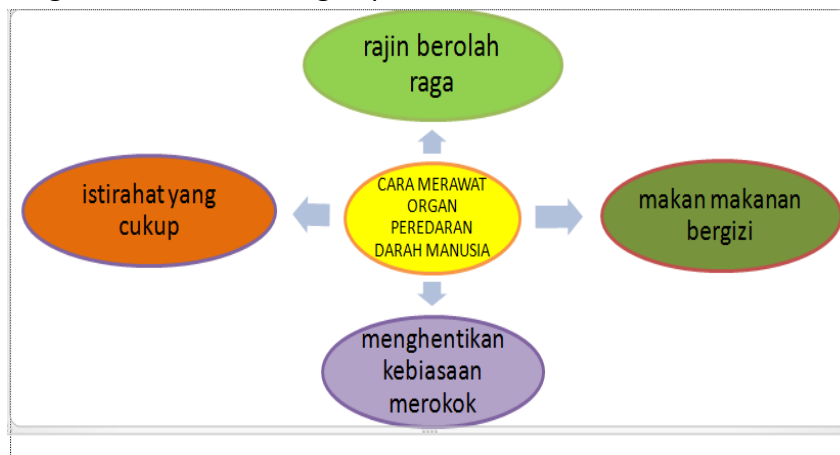 rajin berolah
raga
istirahat yang
cukup
CARA MERAWAT
ORGAN
PEREDARAN
DARAH MANUSIA
makan makanan
bergizi
menghentikan
kebiasaan
merokok